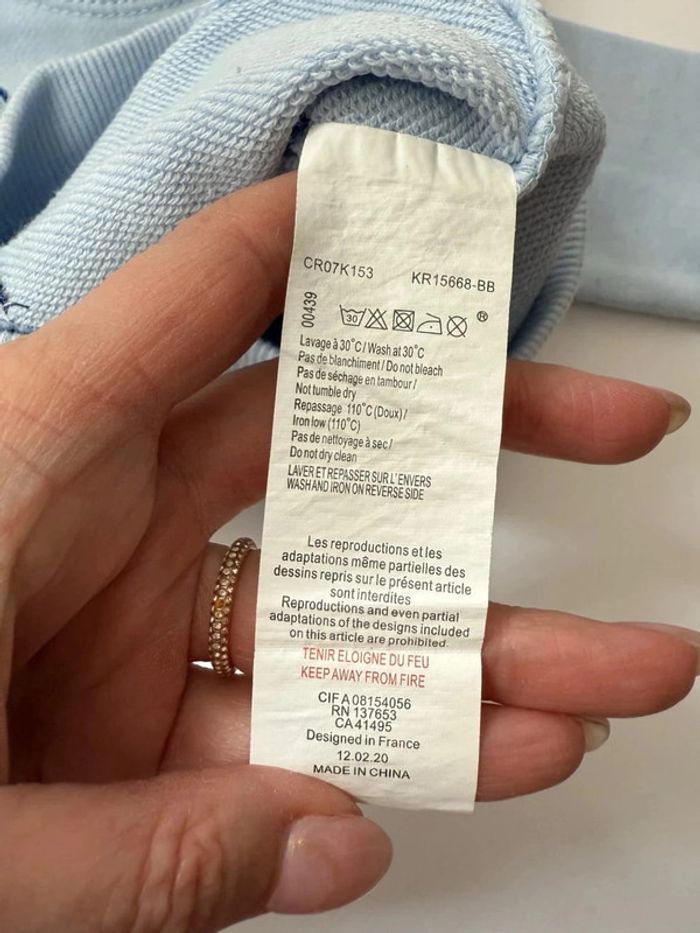 CR07K153 KR15668-BB
00439
30 ®
Lavage à 30°C/Wash at 30°C
Pas de blanchiment/Do not bleach
Pas de séchage en tambour/
Not tumble dry
Repassage 110°C (Doux)/
Iron low (110°C)
Pas de nettoyage à sec/
Do not dry clean
LAVER ET REPASSER SUR L'ENVERS
WASH AND IRON ON REVERSE SIDE
Les reproductions et les
adaptations même partielles des
dessins repris sur le présent article
sont interdites
Reproductions and even partial
adaptations of the designs included
on this article are prohibited.
TENIR ELOIGNE DU FEU
KEEP AWAY FROM FIRE
CIF A 08154056
RN 137653
CA 41495
Designed in France
12.02.20
MADE IN CHINA